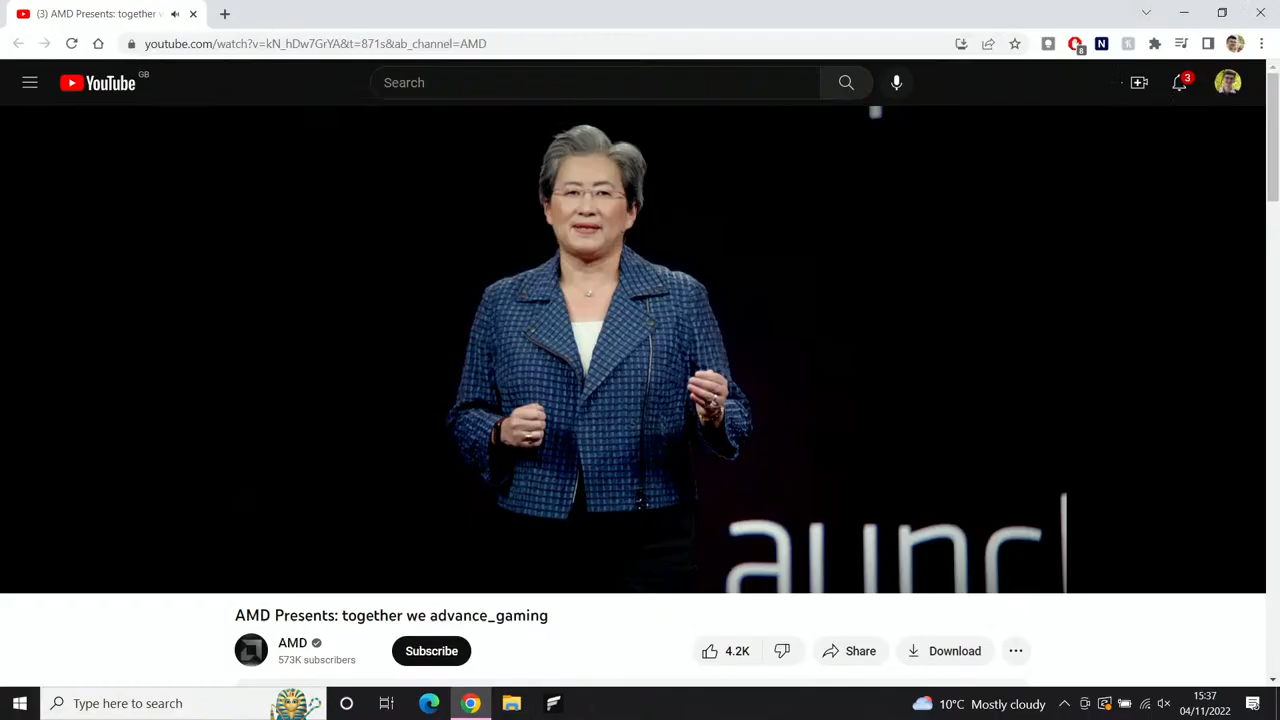 (3) AMD Presents: together w
youtube.com/watch?v=kN_hDw7GrYA&t=871s&ab_channel=AMD
8
YouTube GB
Search
3
aunc
AMD Presents: together we advance_gaming
AMD
573K subscribers
Subscribe
4.2K
Share
Download
Type here to search
10°C Mostly cloudy
15:37
04/11/2022